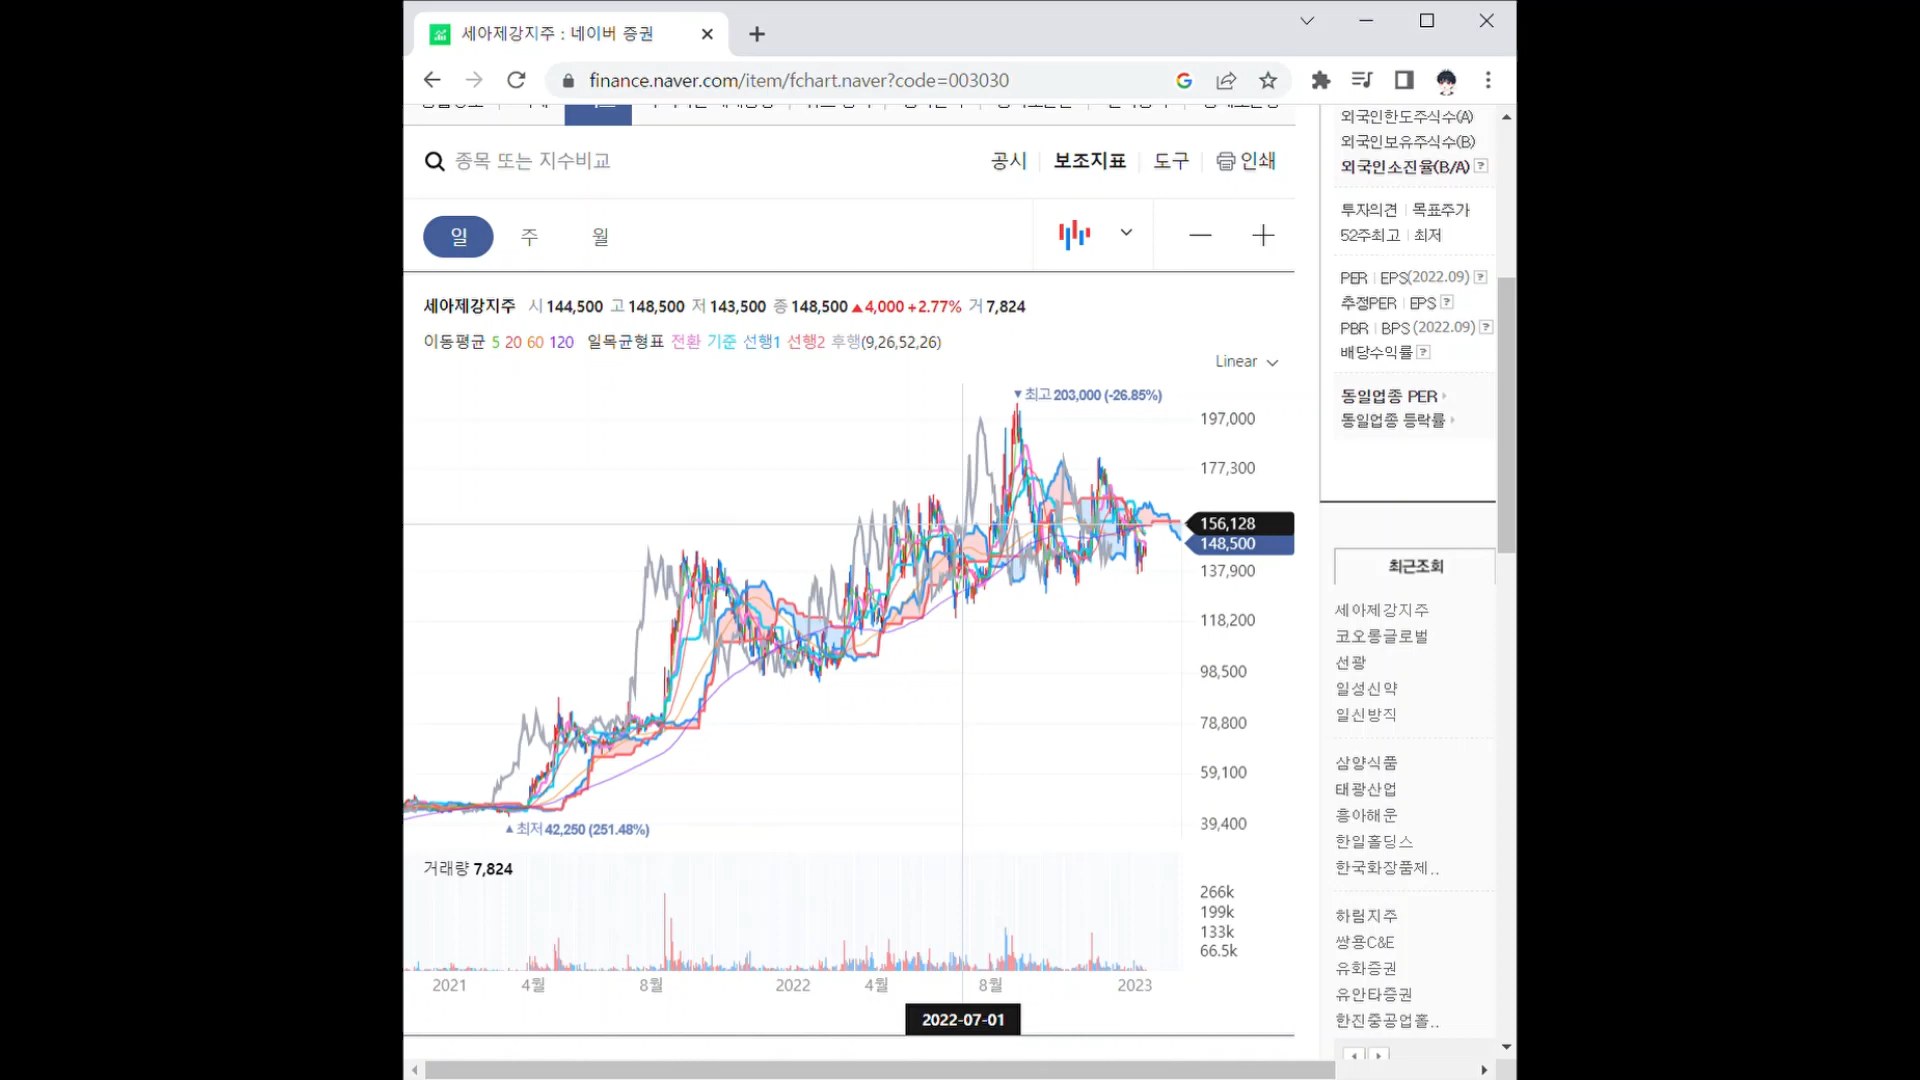 세아제강지주 : 네이버 증권
finance.naver.com/item/fchart.naver?code=003030
종목 또는 지수비교
공시 보조지표 도구 인쇄
일 주 월
세아제강지주 시 144,500 고 148,500 저 143,500 종 148,500 ▲4,000 +2.77% 거 7,824
이동평균 5 20 60 120 일목균형표 전환 기준 선행1 선행2 후행(9,26,52,26)
Linear
▼최고 203,000 (-26.85%)
197,000
177,300
156,128
148,500
137,900
118,200
98,500
78,800
59,100
39,400
▲최저 42,250 (251.48%)
거래량 7,824
266k
199k
133k
66.5k
2021 4월 8월 2022 4월 8월 2023
2022-07-01
외국인한도주식수(A)
외국인보유주식수(B)
외국인소진율(B/A) ?
투자의견 | 목표주가
52주최고 | 최저
PER | EPS(2022.09) ?
추정PER | EPS ?
PBR | BPS (2022.09) ?
배당수익률 ?
동일업종 PER
동일업종 등락률
최근조회
세아제강지주
코오롱글로벌
선광
일성신약
일신방직
삼양식품
태광산업
흥아해운
한일홀딩스
한국화장품제..
하림지주
쌍용C&E
유화증권
유안타증권
한진중공업홀..